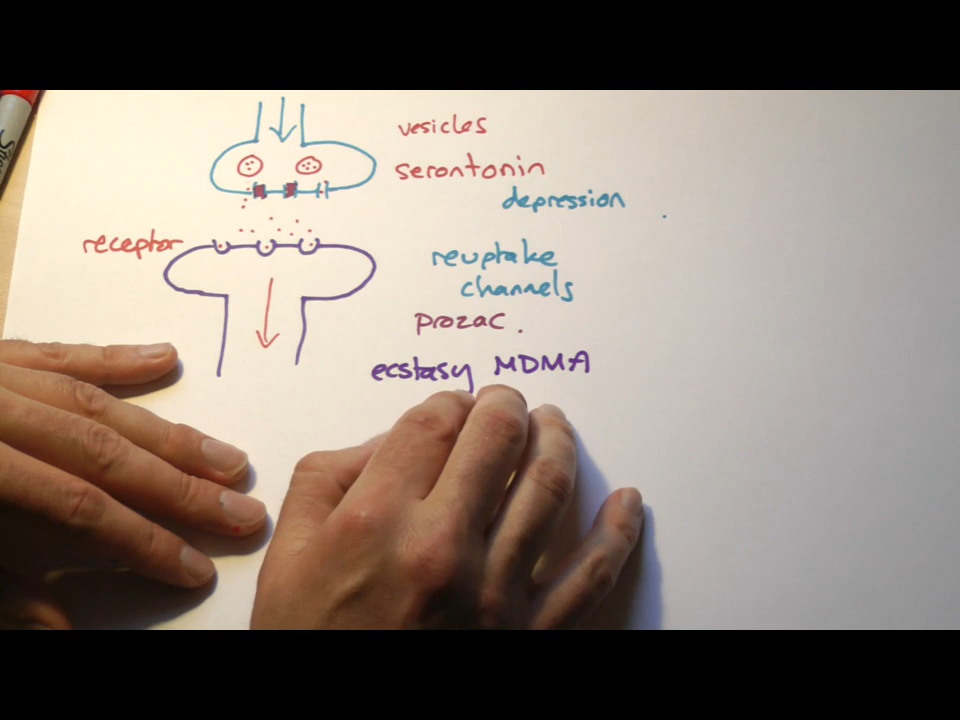 vesicles
serontonin
depression
receptor
reuptake
channels
prozac.
ecstasy MDMA